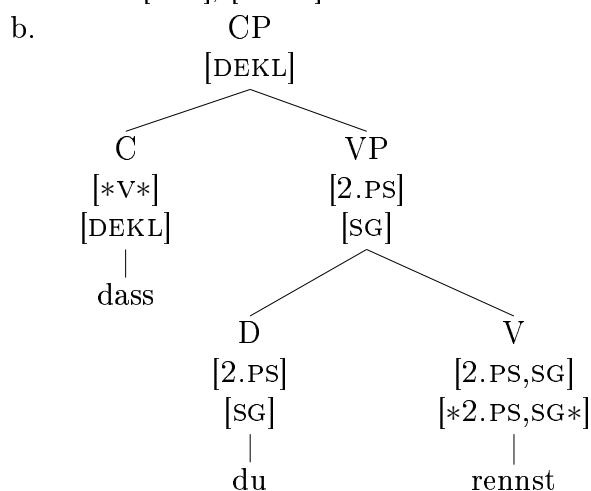 b. CP
[DEKL]
C VP
[*V*] [2.PS]
[DEKL] [SG]
dass
D V
[2.PS] [2.PS,SG]
[SG] [*2.PS,SG*]
du rennst